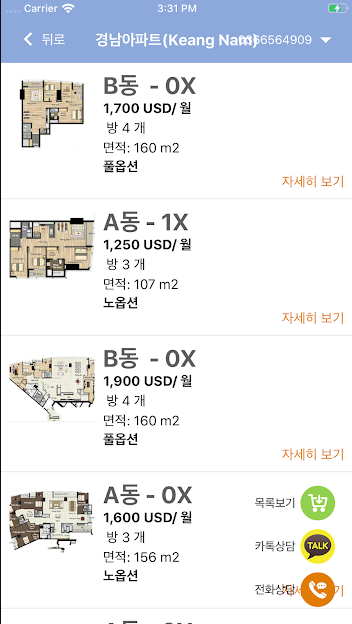 Carrier 3:31 PM
뒤로 경남아파트(Keang Nam) 0366564909
B동 - 0X
1,700 USD/ 월
방 4 개
면적: 160 m2
풀옵션
자세히 보기
A동 - 1X
1,250 USD/ 월
방 3 개
면적: 107 m2
노옵션
자세히 보기
B동 - 0X
1,900 USD/ 월
방 4 개
면적: 160 m2
풀옵션
자세히 보기
A동 - 0X
1,600 USD/ 월
방 3 개
면적: 156 m2
노옵션
목록보기
카톡상담 TALK
전화상담